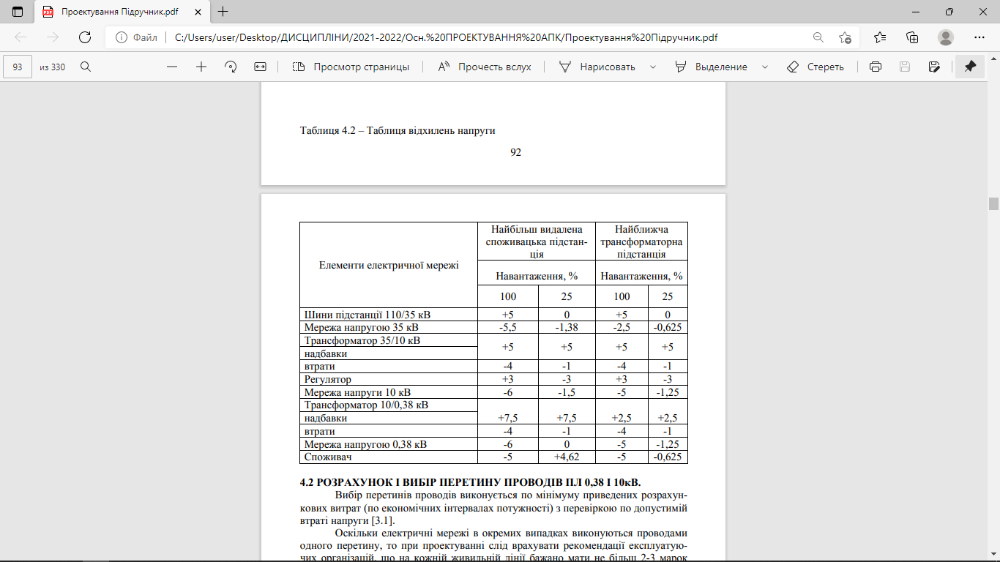 Проектування Підручник.pdf
Файл
C:/Users/user/Desktop/ДИСЦИПЛІНИ/2021-2022/Осн.%20ПРОЕКТУВАННЯ%20АПК/Проектування%20Підручник.pdf
93 из 330 Просмотр страницы Прочесть вслух Нарисовать Выделение Стереть
Таблиця 4.2 – Таблиця відхилень напруги
92
Елементи електричної мережі
Найбільш видалена
споживацька підстан-
ція
Найближча
трансформаторна
підстанція
Навантаження, % Навантаження, %
100 25 100 25
Шини підстанції 110/35 кВ +5 0 +5 0
Мережа напругою 35 кВ -5,5 -1,38 -2,5 -0,625
Трансформатор 35/10 кВ
надбавки +5 +5 +5 +5
втрати -4 -1 -4 -1
Регулятор +3 -3 +3 -3
Мережа напруги 10 кВ -6 -1,5 -5 -1,25
Трансформатор 10/0,38 кВ
надбавки +7,5 +7,5 +2,5 +2,5
втрати -4 -1 -4 -1
Мережа напругою 0,38 кВ -6 0 -5 -1,25
Споживач -5 +4,62 -5 -0,625
4.2 РОЗРАХУНОК І ВИБІР ПЕРЕТИНУ ПРОВОДІВ ПЛ 0,38 І 10кВ.
Вибір перетинів проводів виконується по мінімуму приведених розрахун-
кових витрат (по економічних інтервалах потужності) з перевіркою по допустимій
втраті напруги [3.1].
Оскільки електричні мережі в окремих випадках виконуються проводами
одного перетину, то при проектуванні слід врахувати рекомендації експлуатую-
чих організацій, що на кожній живильній лінії бажано мати не більш 2-3 марок